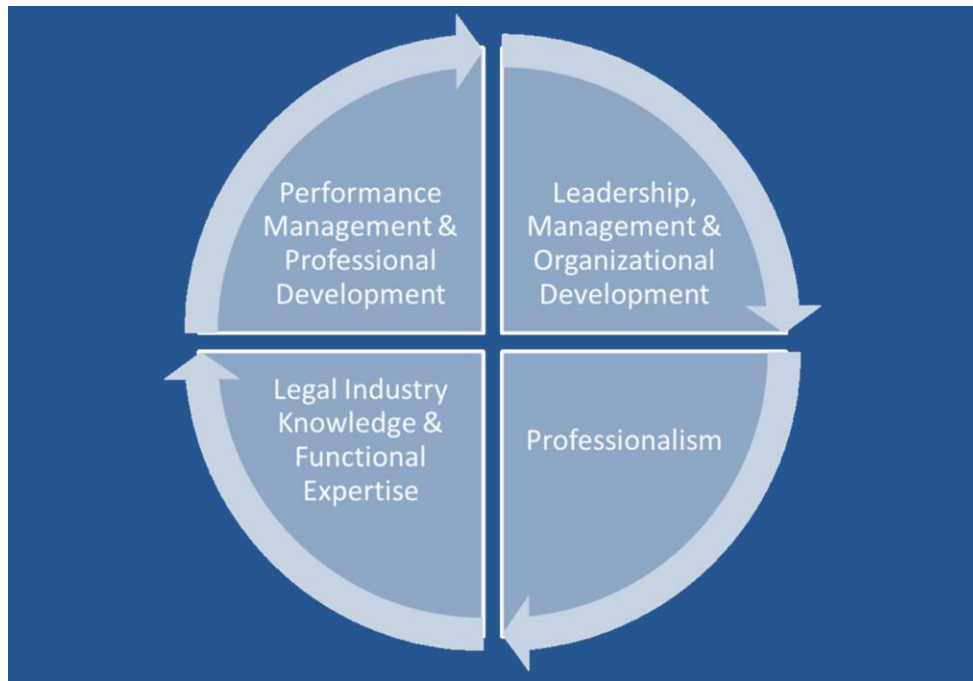 Performance
Management &
Professional
Development
Leadership,
Management &
Organizational
Development
Legal Industry
Knowledge &
Functional
Expertise
Professionalism